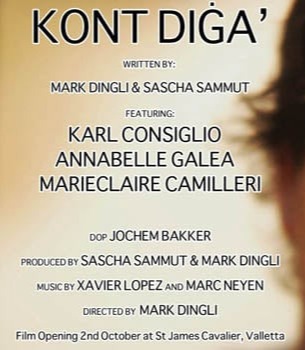 KONT DIĠA'
WRITTEN BY:
MARK DINGLI & SASCHA SAMMUT
FEATURING:
KARL CONSIGLIO
ANNABELLE GALEA
MARIECLAIRE CAMILLERI
DOP JOCHEM BAKKER
PRODUCED BY SASCHA SAMMUT & MARK DINGLI
MUSIC BY XAVIER LOPEZ AND MARC NEYEN
DIRECTED BY MARK DINGLI
Film Opening 2nd October at St James Cavalier, Valletta